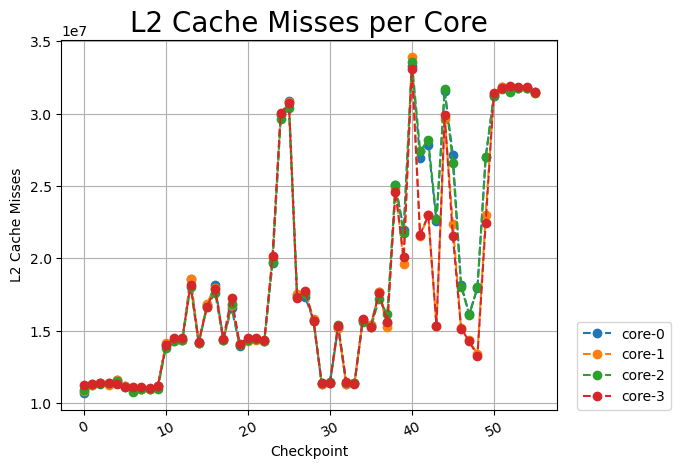 L2 Cache Misses per Core
1e7
3.5
3.0
2.5
2.0
1.5
1.0
L2 Cache Misses
0
10
20
30
40
50
Checkpoint
core-0
core-1
core-2
core-3